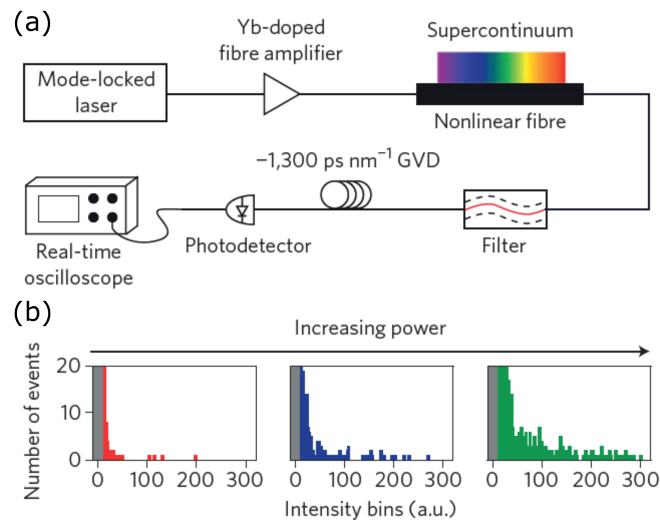 (a)
Yb-doped
fibre amplifier
Supercontinuum
Mode-locked
laser
Nonlinear fibre
−1,300 ps nm⁻¹ GVD
Real-time
oscilloscope
Photodetector
Filter
(b)
Increasing power
Number of events
20
10
0
0 100 200 300
0 100 200 300
0 100 200 300
Intensity bins (a.u.)